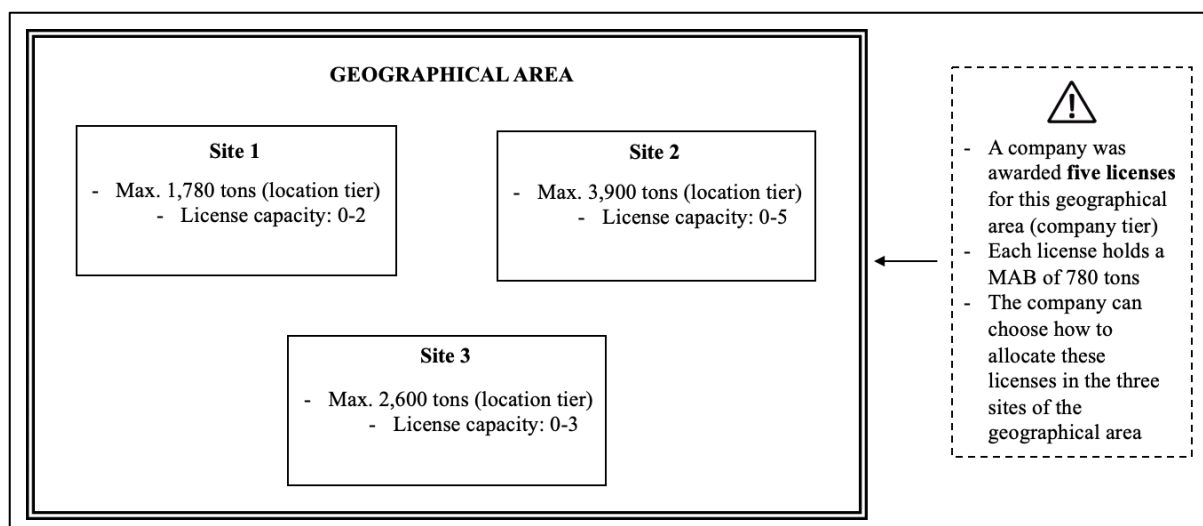 GEOGRAPHICAL AREA
Site 1
- Max. 1,780 tons (location tier)
- License capacity: 0-2
Site 2
- Max. 3,900 tons (location tier)
- License capacity: 0-5
Site 3
- Max. 2,600 tons (location tier)
- License capacity: 0-3
- A company was
awarded five licenses
for this geographical
area (company tier)
- Each license holds a
MAB of 780 tons
- The company can
choose how to
allocate these
licenses in the three
sites of the
geographical area